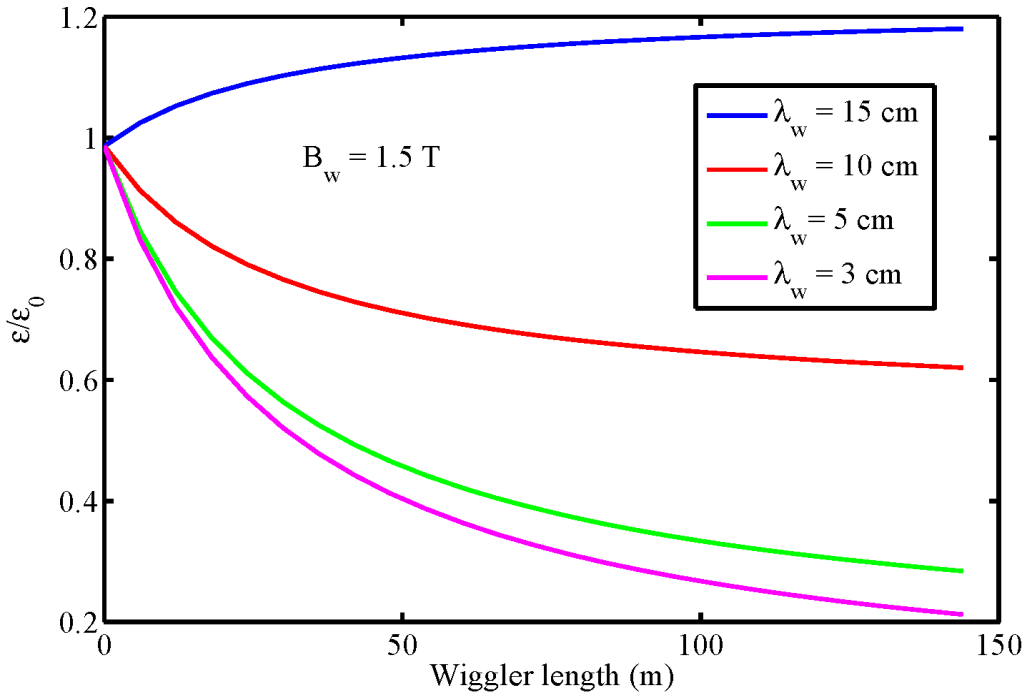 1.2
1
0.8
0.6
0.4
0.2
ε/ε₀
B_w = 1.5 T
λ_w = 15 cm
λ_w = 10 cm
λ_w= 5 cm
λ_w = 3 cm
0
50
100
150
Wiggler length (m)